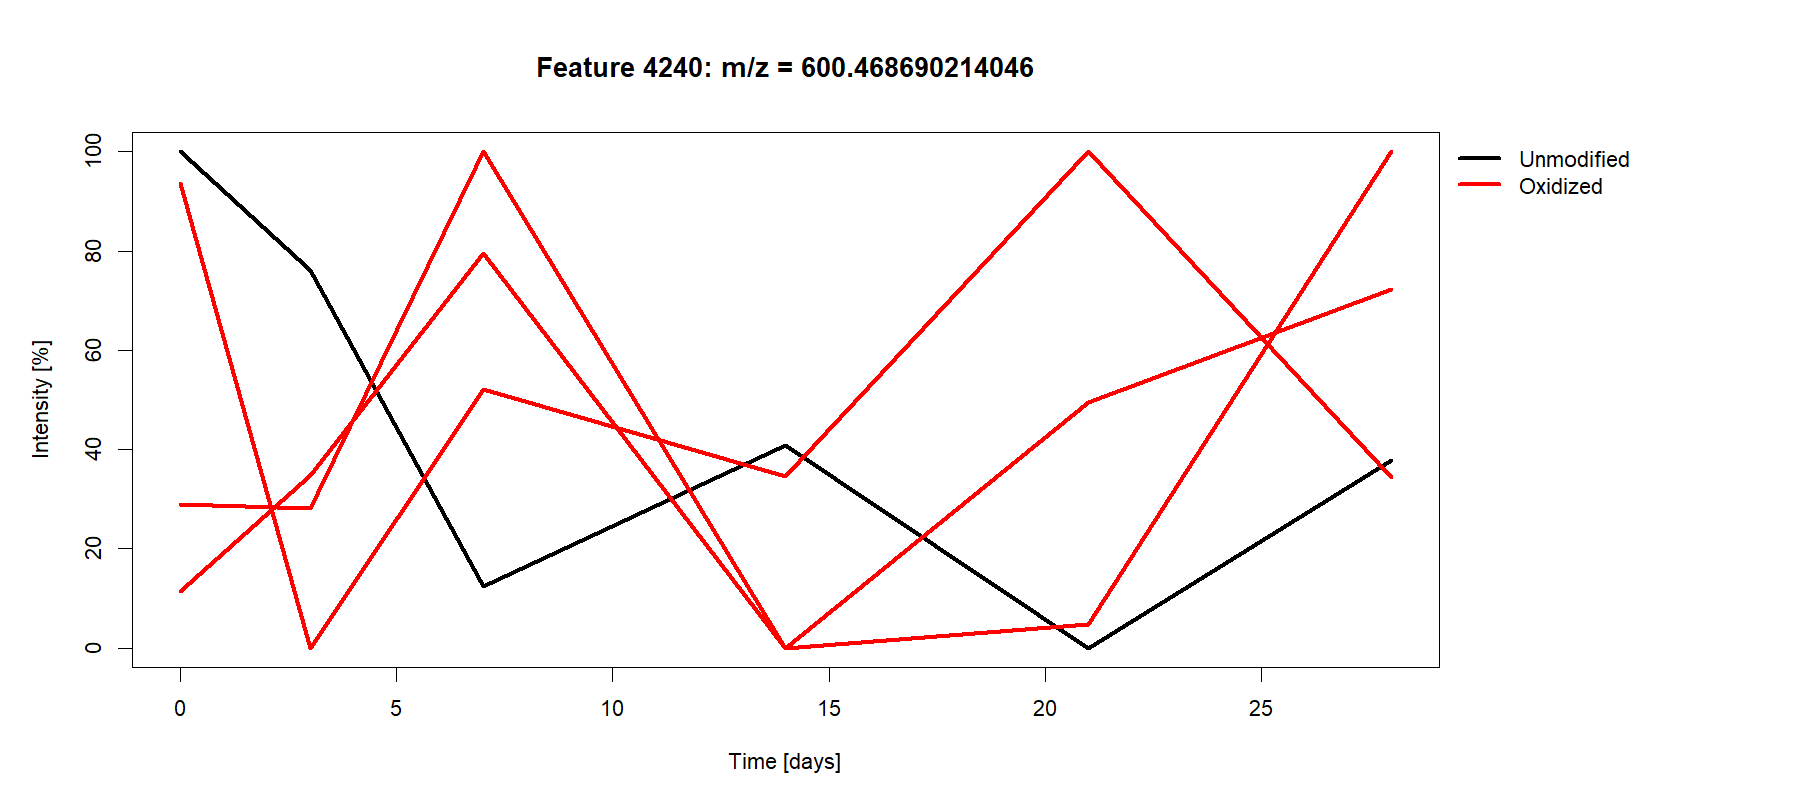 Feature 4240: m/z = 600.468690214046
Unmodified
Oxidized
Intensity [%]
100
80
60
40
20
0
0 5 10 15 20 25
Time [days]